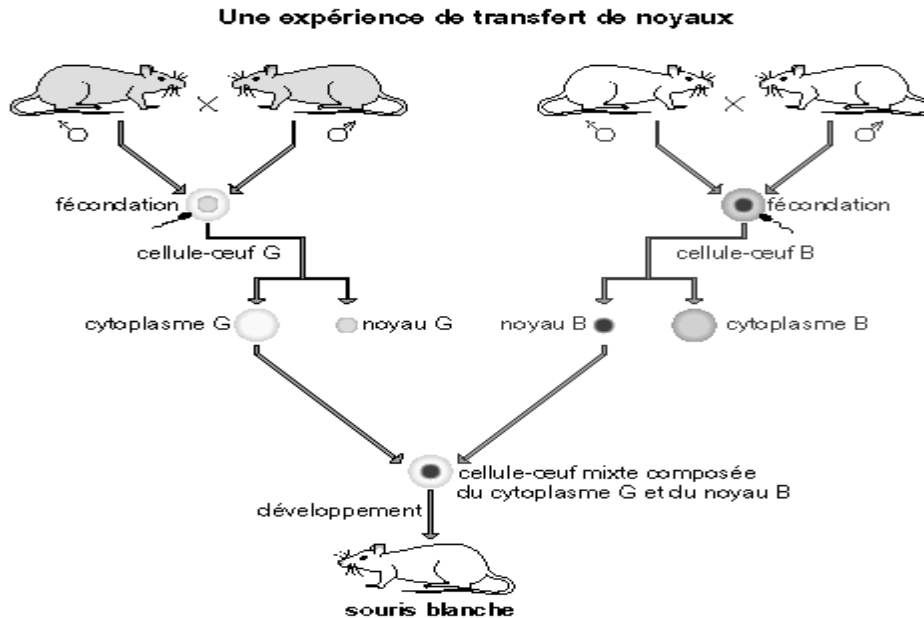 Une expérience de transfert de noyaux
fécondation
fécondation
cellule-œuf G
cellule-œuf B
cytoplasme G
noyau G
noyau B
cytoplasme B
cellule-œuf mixte composée
du cytoplasme G et du noyau B
développement
souris blanche